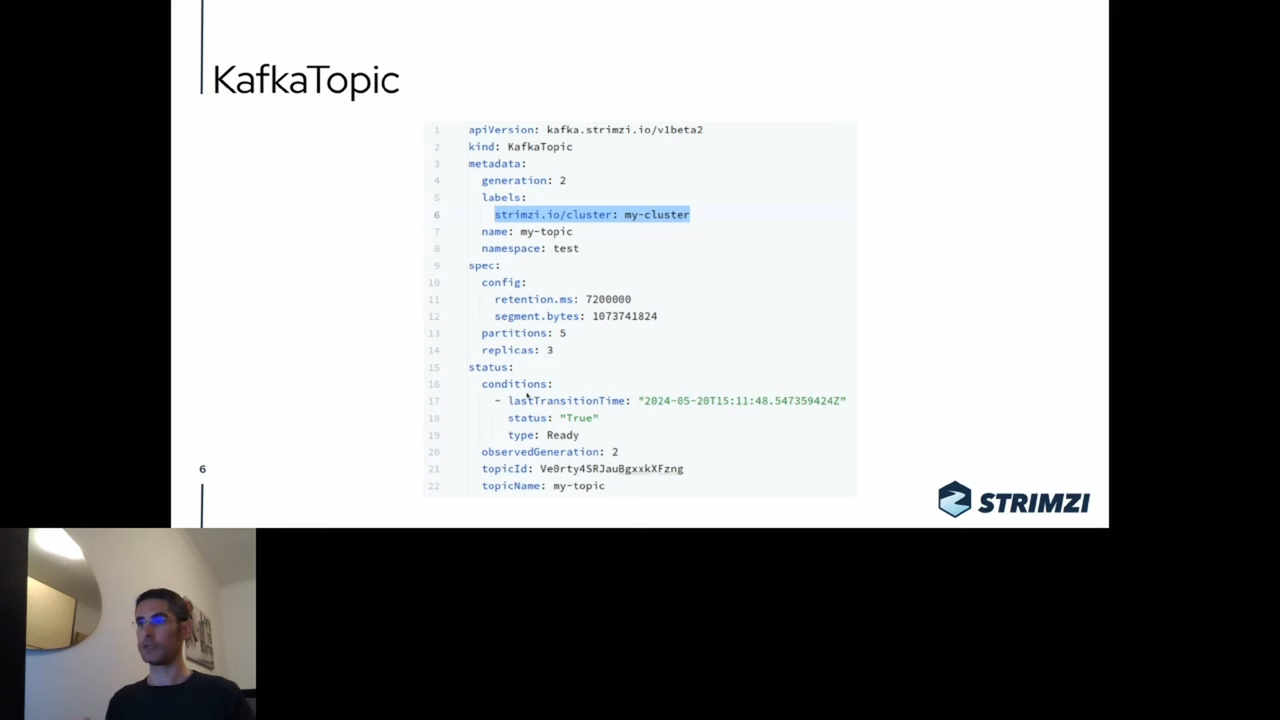 KafkaTopic
1 apiVersion: kafka.strimzi.io/v1beta2
2 kind: KafkaTopic
3 metadata:
4 generation: 2
5 labels:
6 strimzi.io/cluster: my-cluster
7 name: my-topic
8 namespace: test
9 spec:
10 config:
11 retention.ms: 7200000
12 segment.bytes: 1073741824
13 partitions: 5
14 replicas: 3
15 status:
16 conditions:
17 - lastTransitionTime: "2024-05-20T15:11:48.547359424Z"
18 status: "True"
19 type: Ready
20 observedGeneration: 2
21 topicId: Ve0rty4SRJauBgxxkXFzng
22 topicName: my-topic
6
STRIMZI